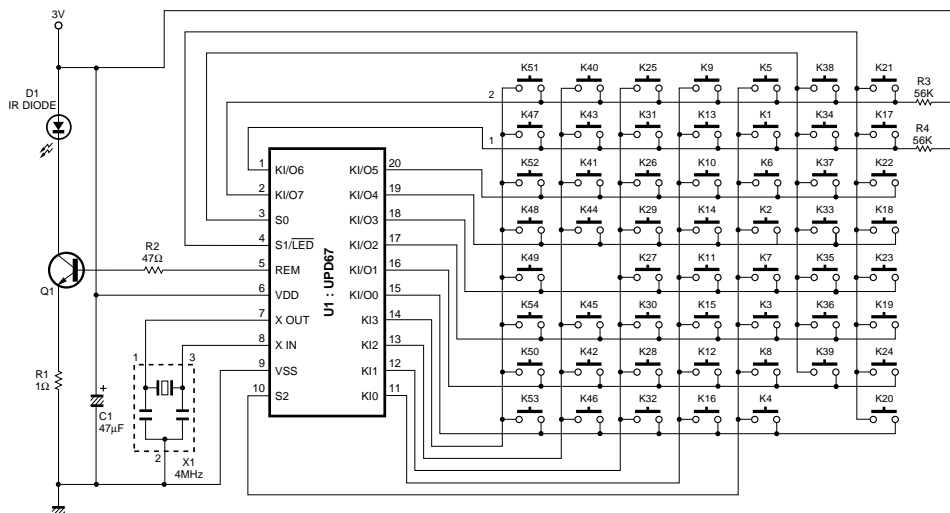 3V
D1
IR DIODE
Q1
R2
47Ω
R1
1Ω
C1
47μF
+
1
3
2
X1
4MHz
U1 : UPD67
1 KI/O6
2 KI/O7
3 S0
4 S1/LED
5 REM
6 VDD
7 X OUT
8 X IN
9 VSS
10 S2
KI/O5 20
KI/O4 19
KI/O3 18
KI/O2 17
KI/O1 16
KI/O0 15
KI3 14
KI2 13
KI1 12
KI0 11
K51 K40 K25 K9 K5 K38 K21
2
R3
56K
K47 K43 K31 K13 K1 K34 K17
1
R4
56K
K52 K41 K26 K10 K6 K37 K22
K48 K44 K29 K14 K2 K33 K18
K49 K27 K11 K7 K35 K23
K54 K45 K30 K15 K3 K36 K19
K50 K42 K28 K12 K8 K39 K24
K53 K46 K32 K16 K4 K20